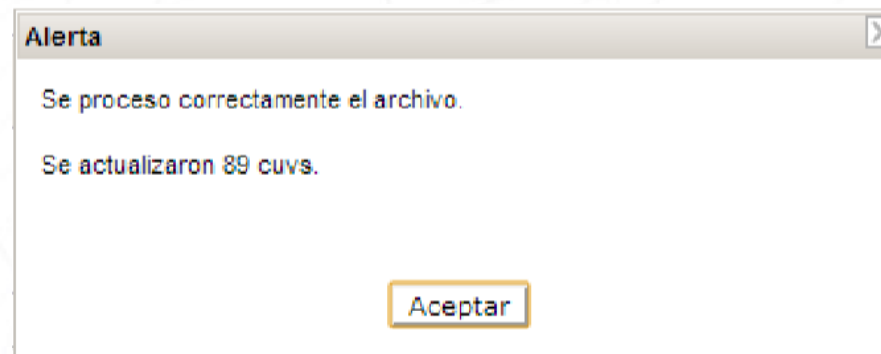 Alerta
Se proceso correctamente el archivo.
Se actualizaron 89 cuvs.
Aceptar